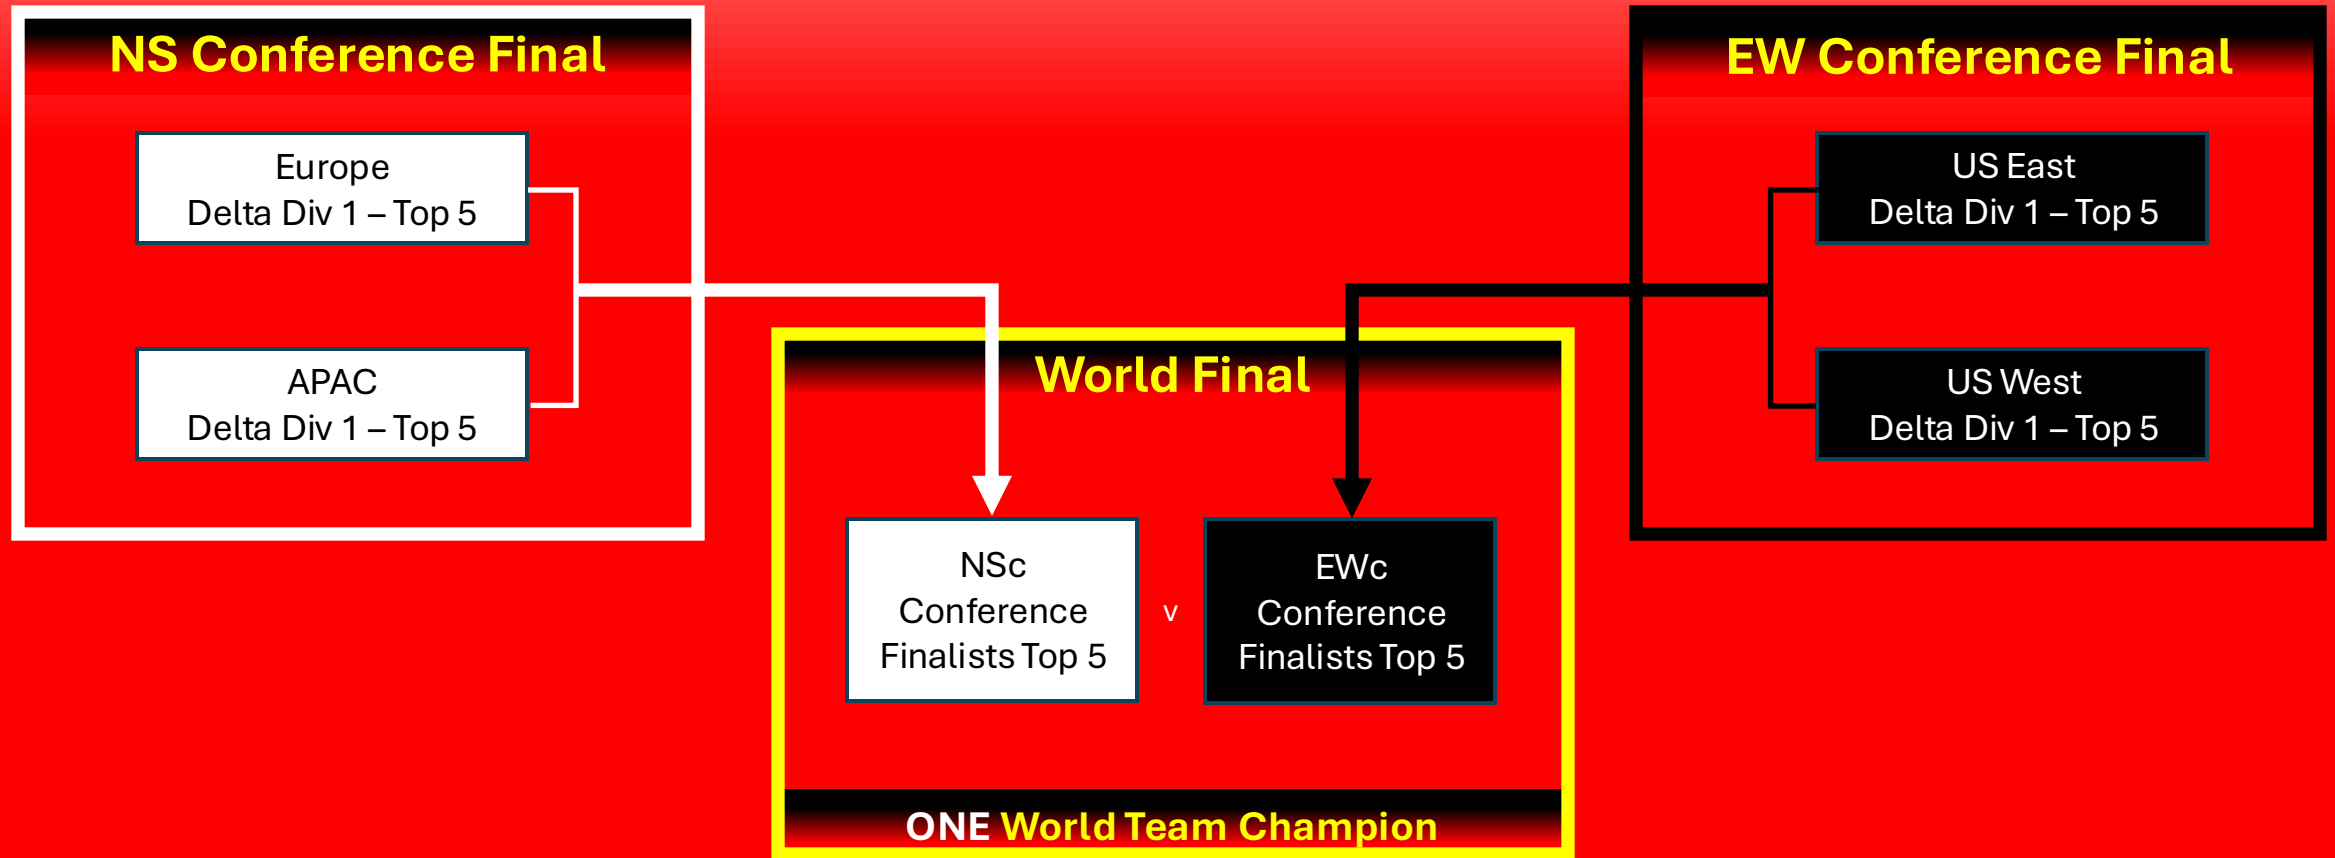 NS Conference Final
Europe
Delta Div 1 – Top 5
APAC
Delta Div 1 – Top 5
EW Conference Final
US East
Delta Div 1 – Top 5
US West
Delta Div 1 – Top 5
World Final
NSc
Conference
Finalists Top 5
v
EWc
Conference
Finalists Top 5
ONE World Team Champion